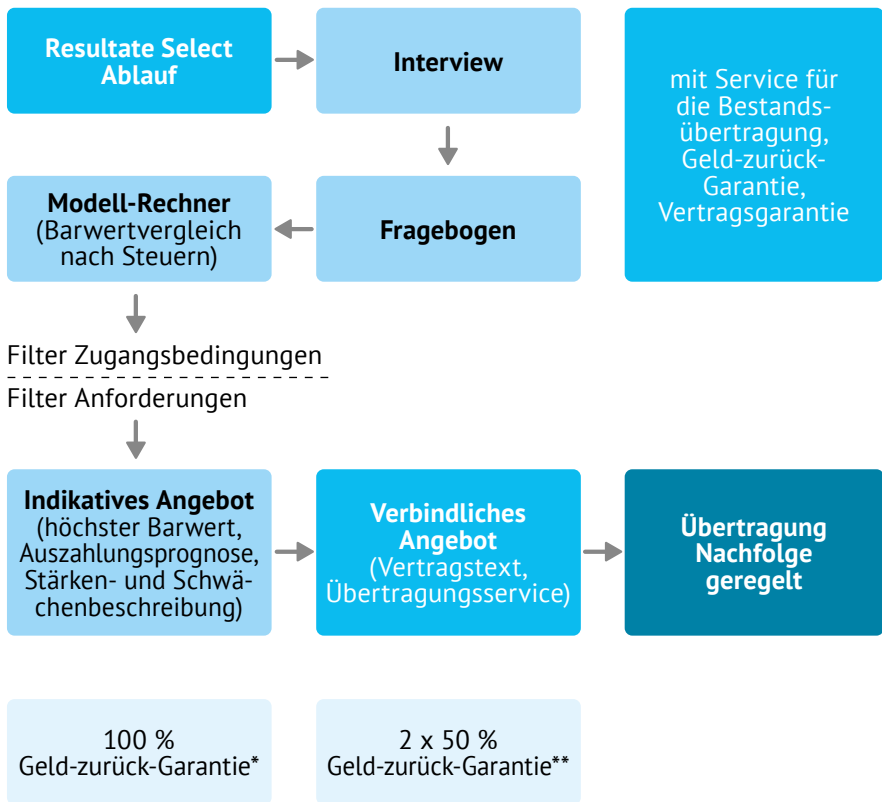 Resultate Select
Ablauf
Interview
mit Service für
die Bestands-
übertragung,
Geld-zurück-
Garantie,
Vertragsgarantie
Modell-Rechner
(Barwertvergleich
nach Steuern)
Fragebogen
Filter Zugangsbedingungen
Filter Anforderungen
Indikatives Angebot
(höchster Barwert,
Auszahlungsprognose,
Stärken- und Schwä-
chenbeschreibung)
Verbindliches
Angebot
(Vertragstext,
Übertragungsservice)
Übertragung
Nachfolge
geregelt
100 %
Geld-zurück-Garantie*
2 x 50 %
Geld-zurück-Garantie**